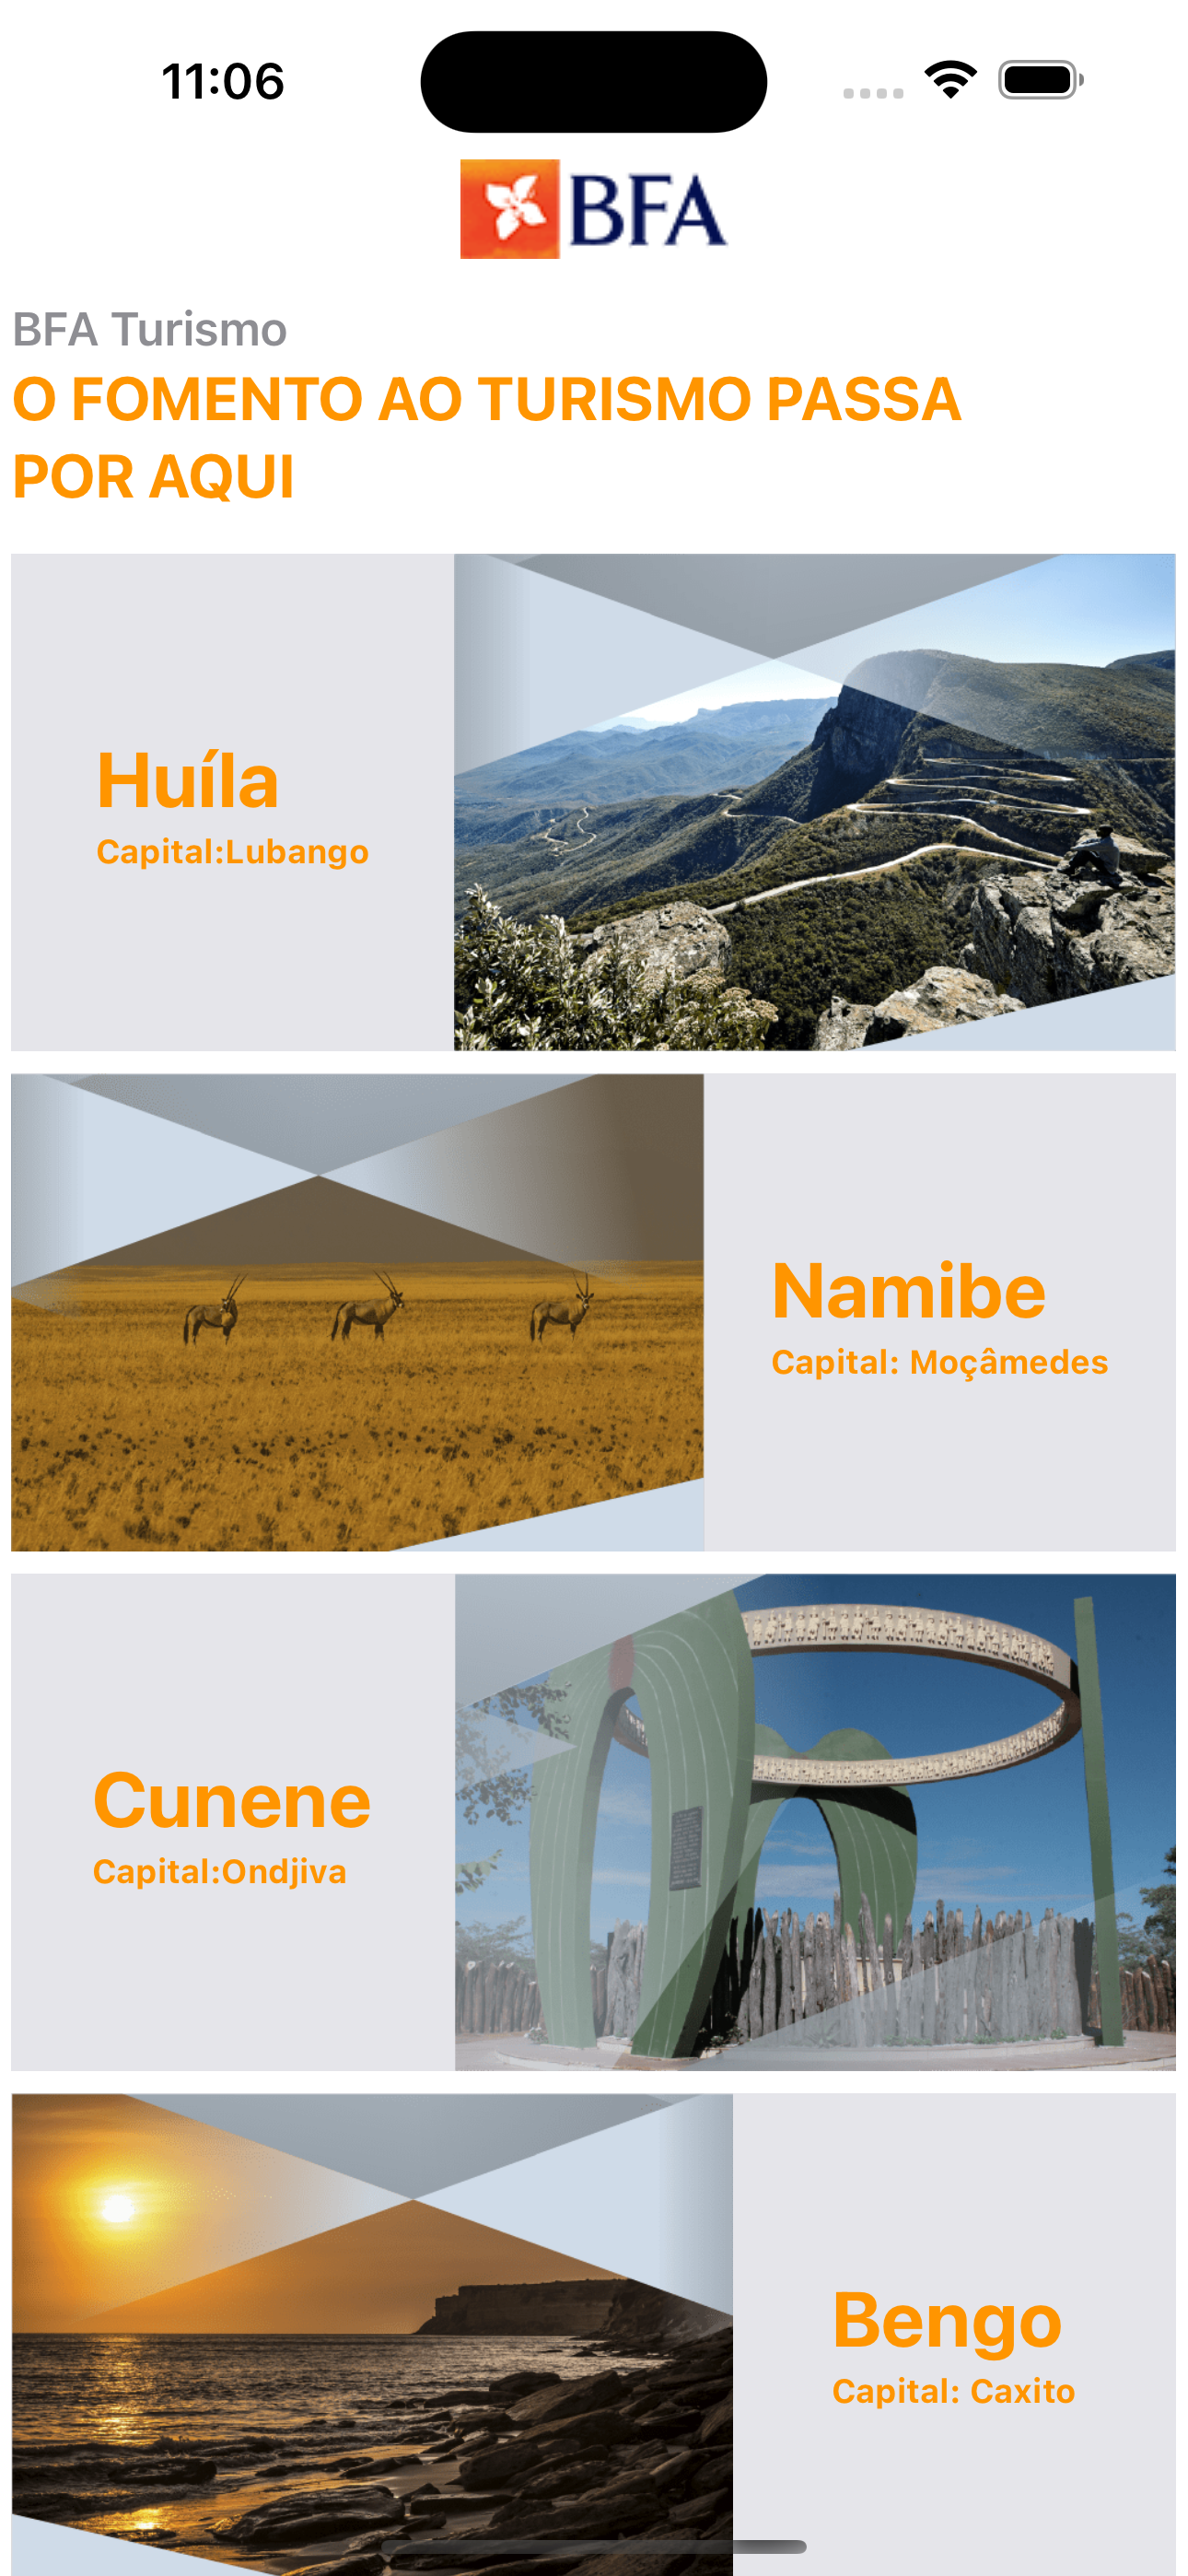 11:06
BFA
BFA Turismo
O FOMENTO AO TURISMO PASSA
POR AQUI
Huíla
Capital:Lubango
Namibe
Capital: Moçâmedes
Cunene
Capital:Ondjiva
Bengo
Capital: Caxito